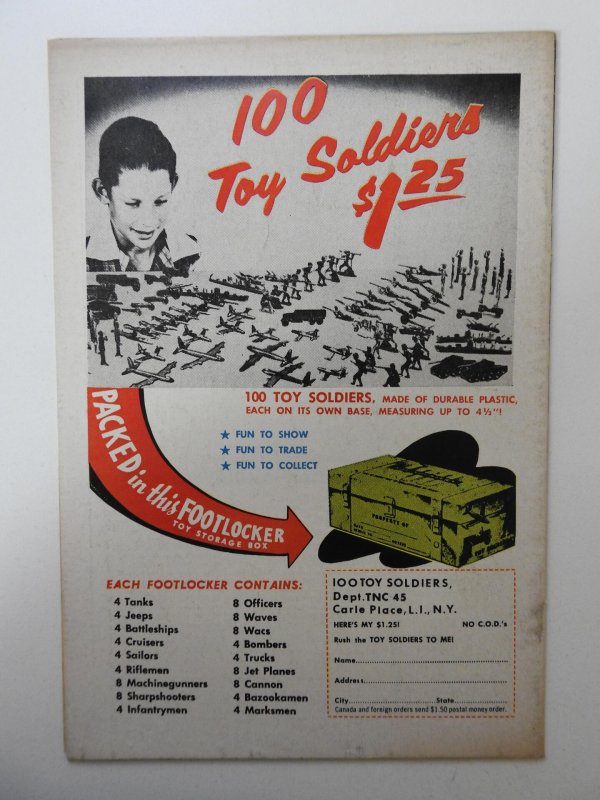 100
Toy Soldiers
$1.25
100 TOY SOLDIERS, MADE OF DURABLE PLASTIC,
EACH ON ITS OWN BASE, MEASURING UP TO 4½"!
★ FUN TO SHOW
★ FUN TO TRADE
★ FUN TO COLLECT
PACKED in this FOOTLOCKER
TOY STORAGE BOX
PROPERTY OF
EACH FOOTLOCKER CONTAINS:
4 Tanks
4 Jeeps
4 Battleships
4 Cruisers
4 Sailors
4 Riflemen
8 Machinegunners
8 Sharpshooters
4 Infantrymen
8 Officers
8 Waves
8 Wacs
4 Bombers
4 Trucks
8 Jet Planes
8 Cannon
4 Bazookamen
4 Marksmen
100 TOY SOLDIERS,
Dept. TNC 45
Carle Place, L.I., N.Y.
HERE'S MY $1.25! NO C.O.D.'s
Rush the TOY SOLDIERS TO ME!
Name
Address
City State
Canada and foreign orders send $1.50 postal money order.